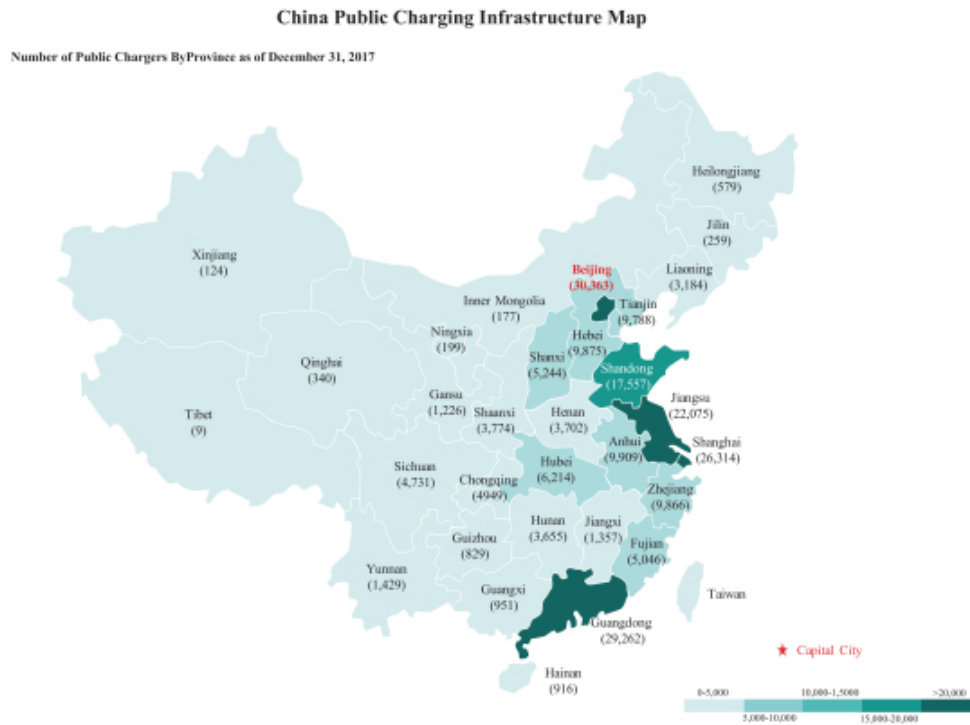 China Public Charging Infrastructure Map
Number of Public Chargers ByProvince as of December 31, 2017
Heilongjiang
(579)
Jilin
(259)
Xinjiang
(124)
Liaoning
(3,184)
Beijing
(30,363)
Inner Mongolia
(177)
Tianjin
(9,788)
Ningxia
(199)
Hebei
(9,875)
Shanxi
(5,244)
Qinghai
(340)
Shandong
(17,557)
Gansu
(1,226)
Jiangsu
(22,075)
Tibet
(9)
Shaanxi
(3,774)
Henan
(3,702)
Anhui
(9,909)
Shanghai
(26,314)
Sichuan
(4,731)
Hubei
(6,214)
Chongqing
(4949)
Zhejiang
(9,866)
Hunan
(3,655)
Jiangxi
(1,357)
Guizhou
(829)
Fujian
(5,046)
Yunnan
(1,429)
Guangxi
(951)
Taiwan
Guangdong
(29,262)
Capital City
Hainan
(916)
0-5,000 10,000-1,5000 >20,000
5,000-10,000 15,000-20,000